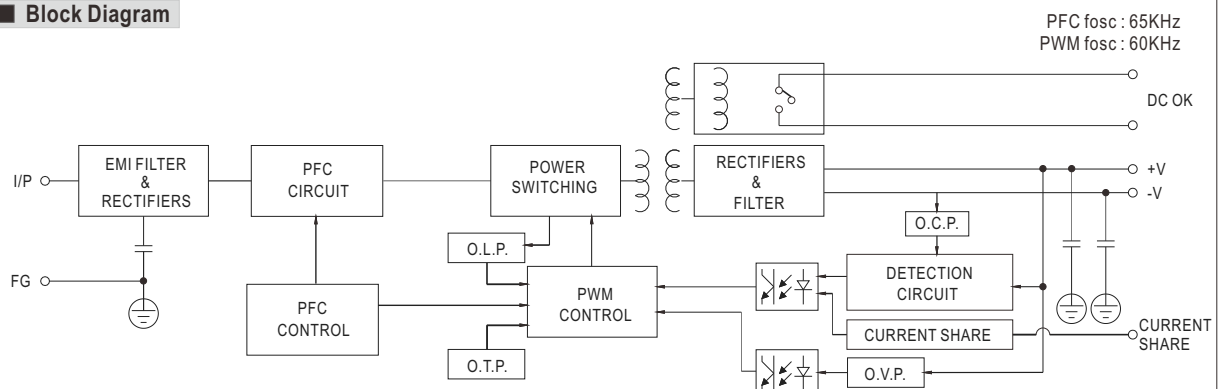 ■ Block Diagram
PFC fosc : 65KHz
PWM fosc : 60KHz
DC OK
I/P
EMI FILTER
&
RECTIFIERS
PFC
CIRCUIT
POWER
SWITCHING
RECTIFIERS
&
FILTER
+V
-V
O.C.P.
O.L.P.
FG
PFC
CONTROL
PWM
CONTROL
DETECTION
CIRCUIT
CURRENT SHARE
CURRENT
SHARE
O.T.P.
O.V.P.